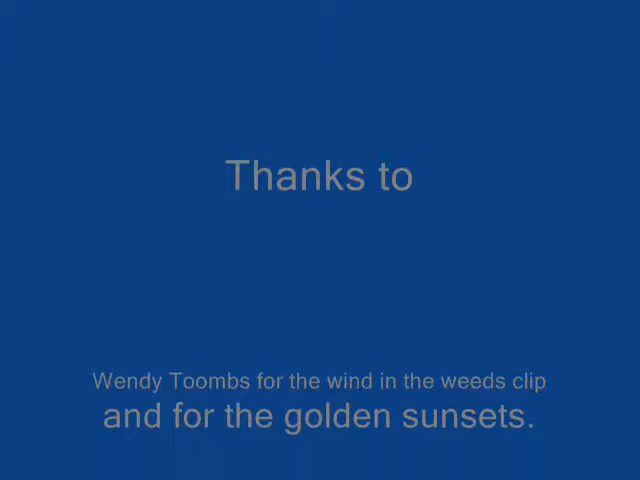 Thanks to
Wendy Toombs for the wind in the weeds clip
and for the golden sunsets.